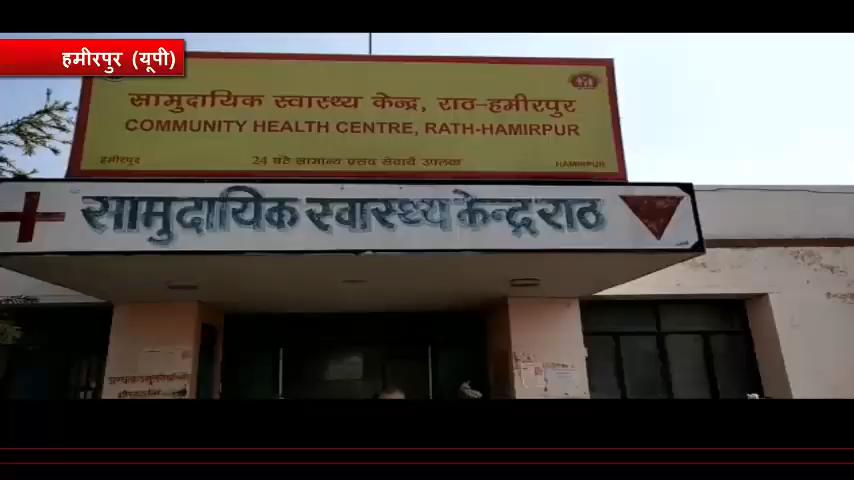 हमीरपुर (यूपी)
सामुदायिक स्वास्थ्य केन्द्र, राठ-हमीरपुर
COMMUNITY HEALTH CENTRE, RATH-HAMIRPUR
हमीरपुर 24 घंटे सामान्य प्रसव सेवायें उपलब्ध HAMIRPUR
सामुदायिक स्वास्थ्य केन्द्र राठ